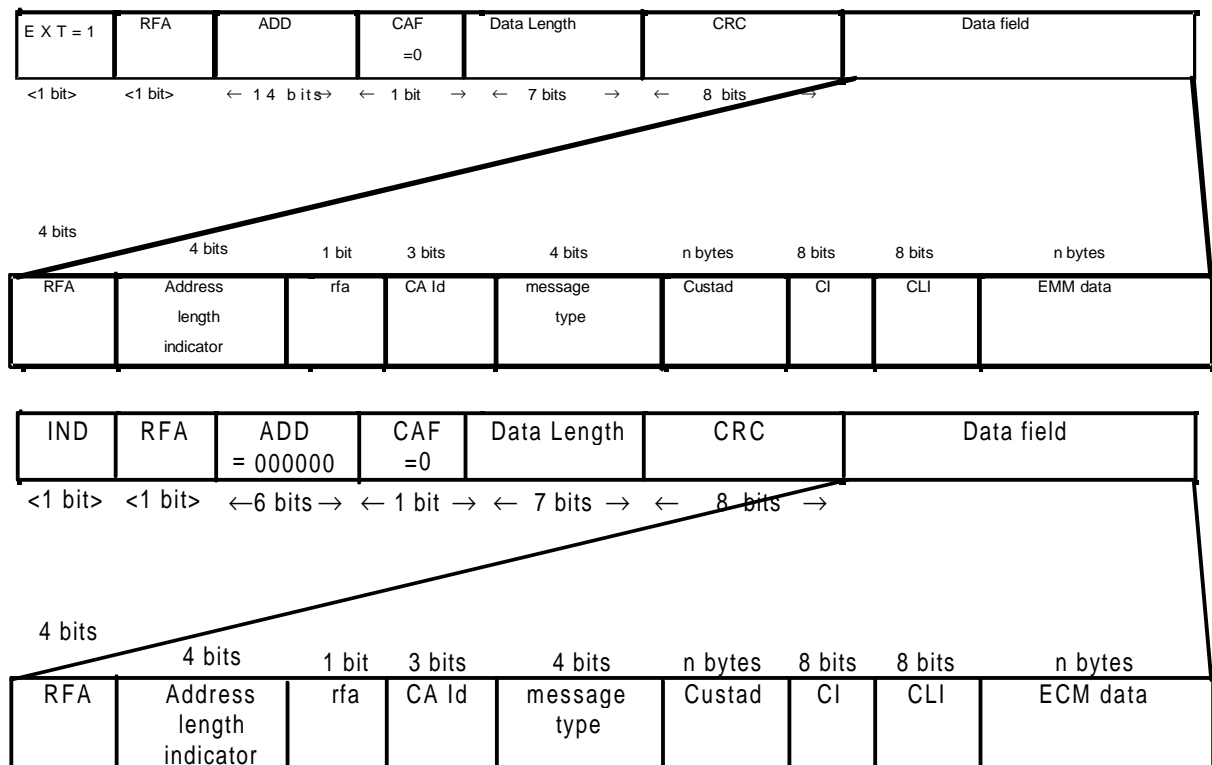 E X T = 1 RFA ADD CAF Data Length CRC Data field
=0
<1 bit> <1 bit> ← 1 4 b it s→ ← 1 bit → ← 7 bits → ← 8 bits →
4 bits
4 bits 1 bit 3 bits 4 bits n bytes 8 bits 8 bits n bytes
RFA Address rfa CA Id message Custad CI CLI EMM data
length type
indicator
IND RFA ADD CAF Data Length CRC Data field
= 000000 =0
<1 bit> <1 bit> ←6 bits → ← 1 bit → ← 7 bits → ← 8 bits →
4 bits
4 bits 1 bit 3 bits 4 bits n bytes 8 bits 8 bits n bytes
RFA Address rfa CA Id message Custad CI CLI ECM data
length type
indicator